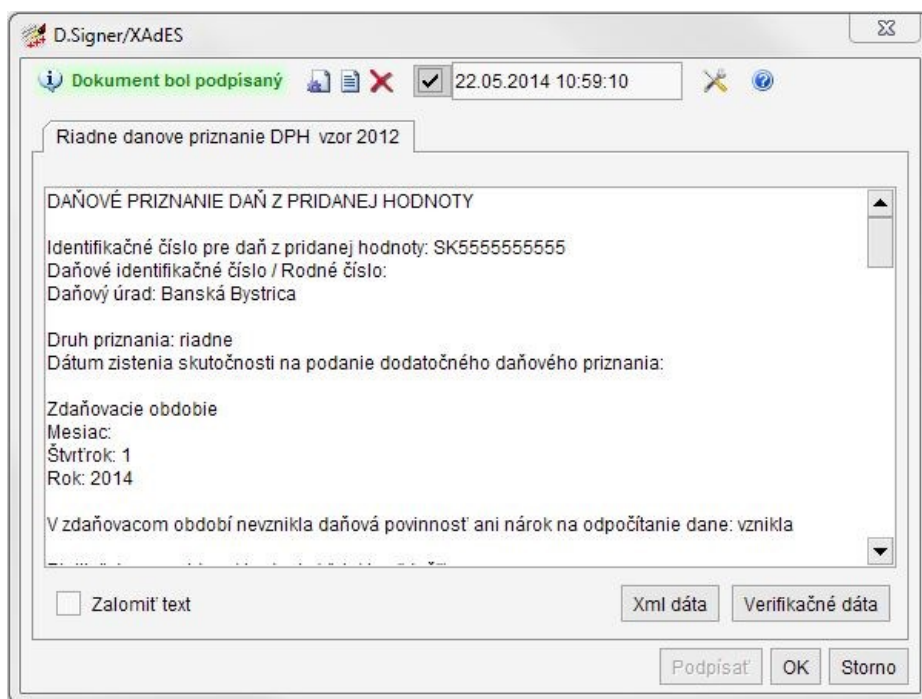 D.Signer/XAdES
Dokument bol podpísaný
22.05.2014 10:59:10
Riadne danove priznanie DPH vzor 2012
DAŇOVÉ PRIZNANIE DAŇ Z PRIDANEJ HODNOTY
Identifikačné číslo pre daň z pridanej hodnoty: SK5555555555
Daňové identifikačné číslo / Rodné číslo:
Daňový úrad: Banská Bystrica
Druh priznania: riadne
Dátum zistenia skutočnosti na podanie dodatočného daňového priznania:
Zdaňovacie obdobie
Mesiac:
Štvrťrok: 1
Rok: 2014
V zdaňovacom období nevznikla daňová povinnosť ani nárok na odpočítanie dane: vznikla
Zalomiť text
Xml dáta
Verifikačné dáta
Podpísať
OK
Storno